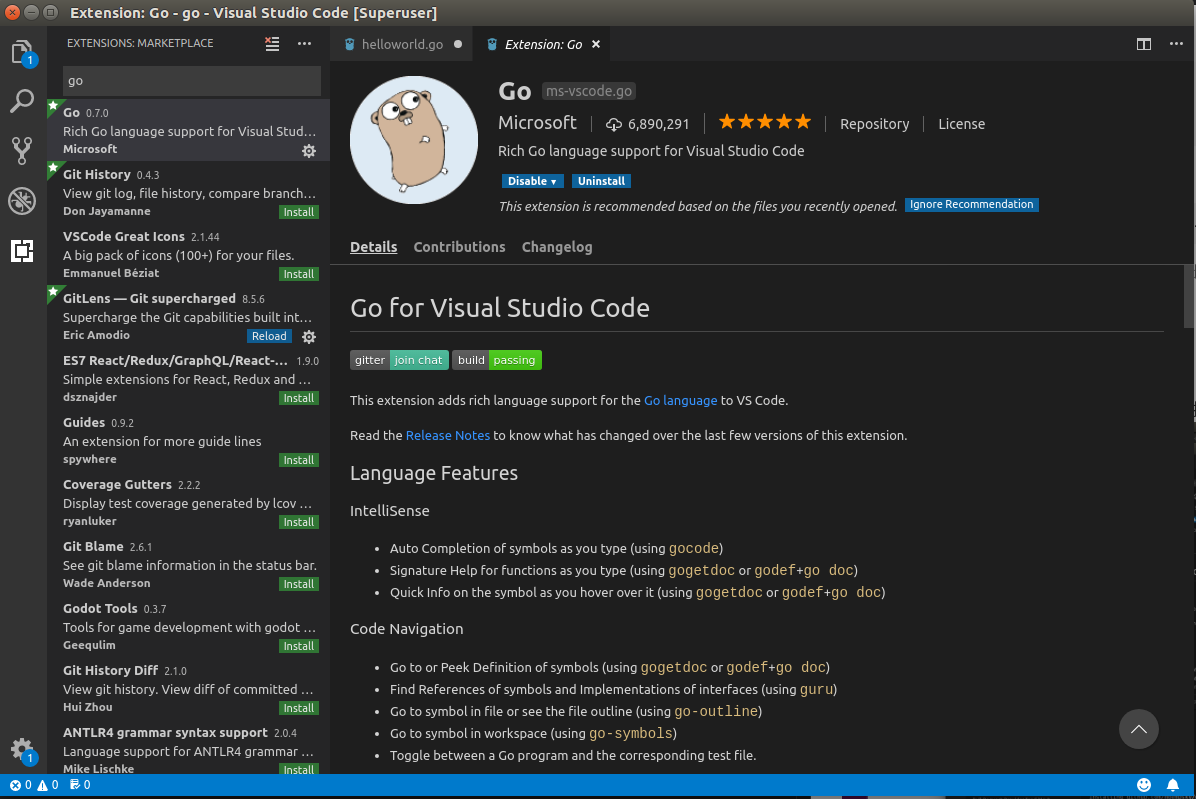 Extension: Go - go - Visual Studio Code [Superuser]
EXTENSIONS: MARKETPLACE
helloworld.go
Extension: Go
1
go
Go 0.7.0
Rich Go language support for Visual Stud…
Microsoft
Git History 0.4.3
View git log, file history, compare branch…
Don Jayamanne Install
VSCode Great Icons 2.1.44
A big pack of icons (100+) for your files.
Emmanuel Béziat Install
GitLens — Git supercharged 8.5.6
Supercharge the Git capabilities built int…
Eric Amodio Reload
ES7 React/Redux/GraphQL/React-… 1.9.0
Simple extensions for React, Redux and …
dsznajder Install
Guides 0.9.2
An extension for more guide lines
spywhere Install
Coverage Gutters 2.2.2
Display test coverage generated by lcov …
ryanluker Install
Git Blame 2.6.1
See git blame information in the status bar.
Wade Anderson Install
Godot Tools 0.3.7
Tools for game development with godot …
Geequlim Install
Git History Diff 2.1.0
View git history. View diff of committed …
Hui Zhou Install
ANTLR4 grammar syntax support 2.0.4
Language support for ANTLR4 grammar …
Mike Lischke Install
1
Go ms-vscode.go
Microsoft 6,890,291 Repository License
Rich Go language support for Visual Studio Code
Disable Uninstall
This extension is recommended based on the files you recently opened. Ignore Recommendation
Details Contributions Changelog
Go for Visual Studio Code
gitter join chat build passing
This extension adds rich language support for the Go language to VS Code.
Read the Release Notes to know what has changed over the last few versions of this extension.
Language Features
IntelliSense
• Auto Completion of symbols as you type (using gocode)
• Signature Help for functions as you type (using gogetdoc or godef+go doc)
• Quick Info on the symbol as you hover over it (using gogetdoc or godef+go doc)
Code Navigation
• Go to or Peek Definition of symbols (using gogetdoc or godef+go doc)
• Find References of symbols and Implementations of interfaces (using guru)
• Go to symbol in file or see the file outline (using go-outline)
• Go to symbol in workspace (using go-symbols)
• Toggle between a Go program and the corresponding test file.
0 0 0